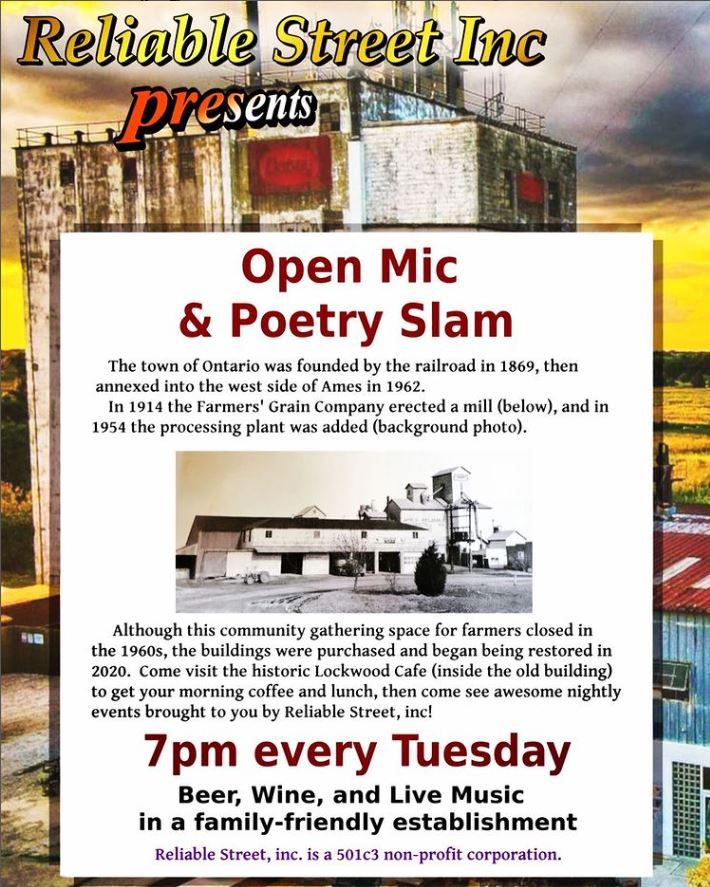 Reliable Street Inc
presents
Open Mic
& Poetry Slam
The town of Ontario was founded by the railroad in 1869, then
annexed into the west side of Ames in 1962.
In 1914 the Farmers' Grain Company erected a mill (below), and in
1954 the processing plant was added (background photo).
Although this community gathering space for farmers closed in
the 1960s, the buildings were purchased and began being restored in
2020. Come visit the historic Lockwood Cafe (inside the old building)
to get your morning coffee and lunch, then come see awesome nightly
events brought to you by Reliable Street, inc!
7pm every Tuesday
Beer, Wine, and Live Music
in a family-friendly establishment
Reliable Street, inc. is a 501c3 non-profit corporation.